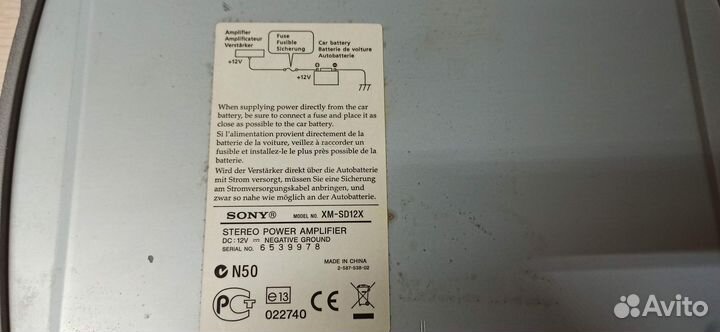 Amplifier
Amplificateur
Verstärker
Fuse
Fusible
Sicherung
Car battery
Batterie de voiture
Autobatterie
+12V
+12V
When supplying power directly from the car
battery, be sure to connect a fuse and place it as
close as possible to the car battery.
Si l'alimentation provient directement de la
batterie de la voiture, veillez à raccorder un
fusible et installez-le le plus près possible de la
batterie.
Wird der Verstärker direkt über die Autobatterie
mit Strom versorgt, müssen Sie eine Sicherung
am Stromversorgungskabel anbringen, und
zwar so nahe wie möglich an der Autobatterie.
SONY® MODEL NO. XM-SD12X
STEREO POWER AMPLIFIER
DC: 12V ⎓ NEGATIVE GROUND
SERIAL NO. 6539978
N50
MADE IN CHINA
2-587-538-02
e13
022740
CE
Avito